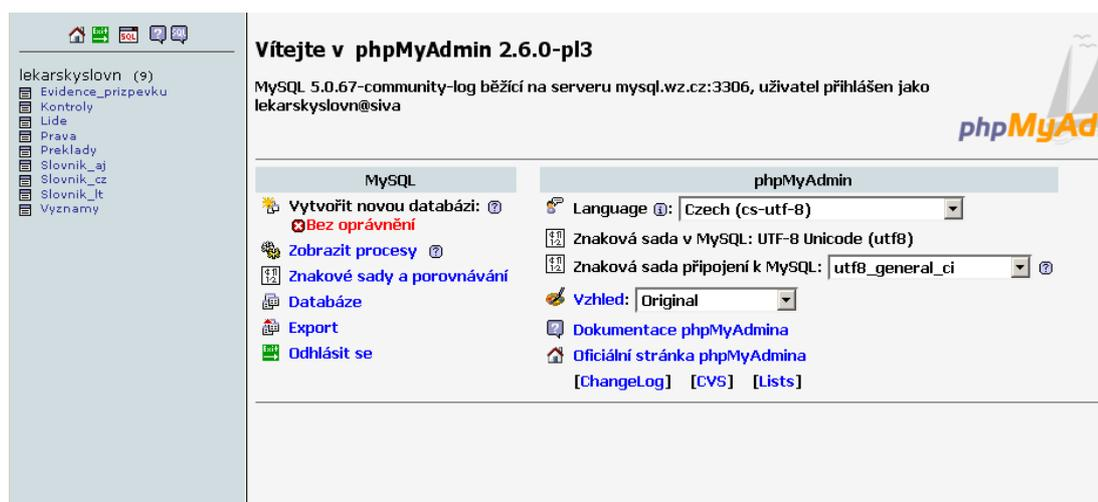 lekarskyslovn (9)
Evidence_prizpevku
Kontroly
Lide
Prava
Preklady
Slovnik_aj
Slovnik_cz
Slovnik_lt
Vyznamy
Vítejte v phpMyAdmin 2.6.0-pl3
MySQL 5.0.67-community-log běžící na serveru mysql.wz.cz:3306, uživatel přihlášen jako
lekarskyslovn@siva
phpMyAd
MySQL
Vytvořit novou databázi:
Bez oprávnění
Zobrazit procesy
Znakové sady a porovnávání
Databáze
Export
Odhlásit se
phpMyAdmin
Language: Czech (cs-utf-8)
Znaková sada v MySQL: UTF-8 Unicode (utf8)
Znaková sada připojení k MySQL: utf8_general_ci
Vzhled: Original
Dokumentace phpMyAdmina
Oficiální stránka phpMyAdmina
[ChangeLog] [CVS] [Lists]